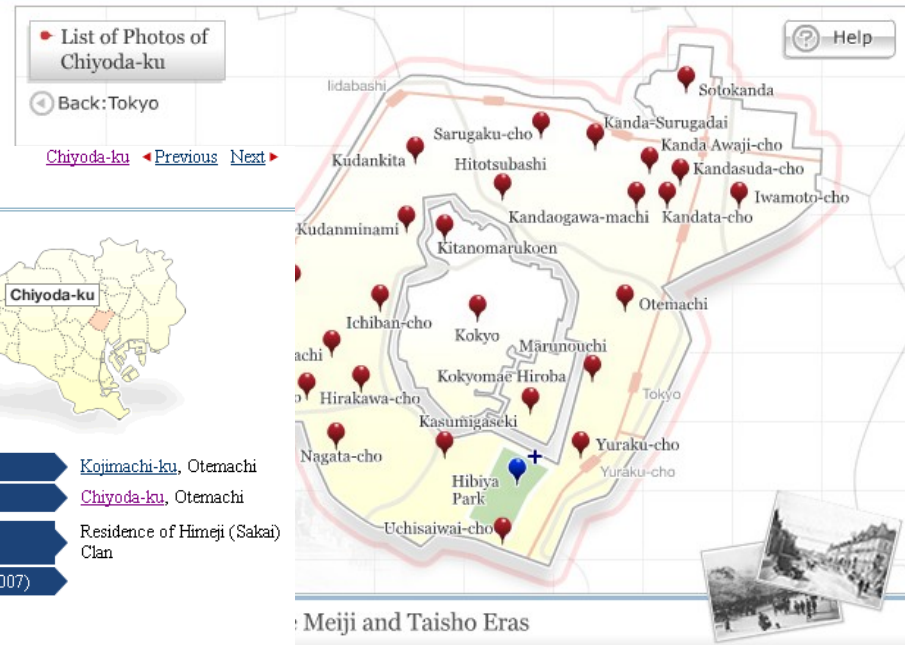 List of Photos of
Chiyoda-ku
Back:Tokyo
Chiyoda-ku Previous Next
Help
Iidabashi
Sotokanda
Sarugaku-cho
Kanda-Surugadai
Kudankita
Hitotsubashi
Kanda Awaji-cho
Kandasuda-cho
Iwamoto-cho
Kandaogawa-machi
Kandata-cho
Kudanminami
Kitanomarukoen
Chiyoda-ku
Otemachi
Ichiban-cho
Kokyo
Marunouchi
achi
Kokyomae Hiroba
Tokyo
o
Hirakawa-cho
Kasumigaseki
Nagata-cho
Yuraku-cho
Yuraku-cho
Hibiya
Park
Uchisaiwai-cho
Kojimachi-ku, Otemachi
Chiyoda-ku, Otemachi
Residence of Himeji (Sakai)
Clan
007)
Meiji and Taisho Eras